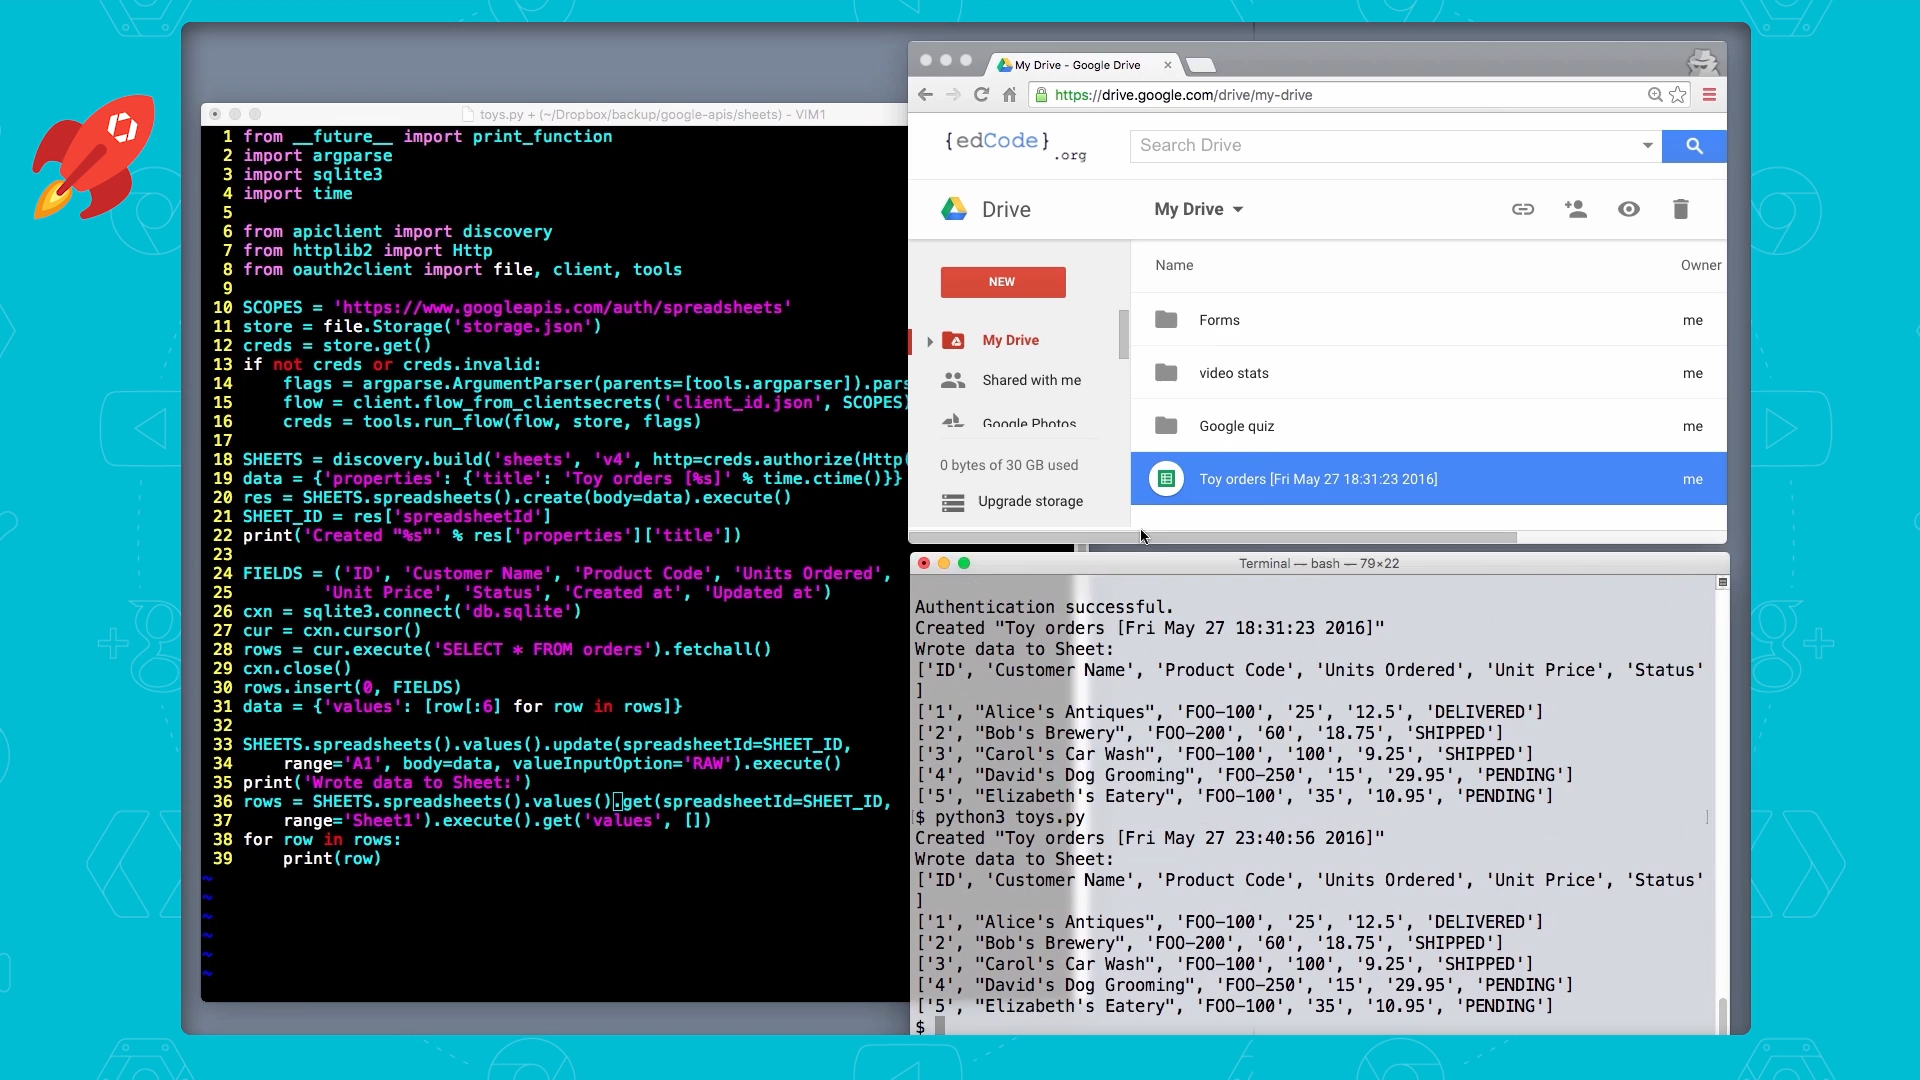 toys.py + (~/Dropbox/backup/google-apis/sheets) - VIM1
1 from __future__ import print_function
2 import argparse
3 import sqlite3
4 import time
5
6 from apiclient import discovery
7 from httplib2 import Http
8 from oauth2client import file, client, tools
9
10 SCOPES = 'https://www.googleapis.com/auth/spreadsheets'
11 store = file.Storage('storage.json')
12 creds = store.get()
13 if not creds or creds.invalid:
14     flags = argparse.ArgumentParser(parents=[tools.argparser]).pars
15     flow = client.flow_from_clientsecrets('client_id.json', SCOPES)
16     creds = tools.run_flow(flow, store, flags)
17
18 SHEETS = discovery.build('sheets', 'v4', http=creds.authorize(Http(
19 data = {'properties': {'title': 'Toy orders [%s]' % time.ctime()}}
20 res = SHEETS.spreadsheets().create(body=data).execute()
21 SHEET_ID = res['spreadsheetId']
22 print('Created "%s"' % res['properties']['title'])
23
24 FIELDS = ('ID', 'Customer Name', 'Product Code', 'Units Ordered',
25         'Unit Price', 'Status', 'Created at', 'Updated at')
26 cxn = sqlite3.connect('db.sqlite')
27 cur = cxn.cursor()
28 rows = cur.execute('SELECT * FROM orders').fetchall()
29 cxn.close()
30 rows.insert(0, FIELDS)
31 data = {'values': [row[:6] for row in rows]}
32
33 SHEETS.spreadsheets().values().update(spreadsheetId=SHEET_ID,
34     range='A1', body=data, valueInputOption='RAW').execute()
35 print('Wrote data to Sheet:')
36 rows = SHEETS.spreadsheets().values().get(spreadsheetId=SHEET_ID,
37     range='Sheet1').execute().get('values', [])
38 for row in rows:
39     print(row)
~
~
~
~
~
~
My Drive - Google Drive
https://drive.google.com/drive/my-drive
{edCode}.org
Search Drive
Drive
My Drive
NEW
My Drive
Shared with me
Google Photos
0 bytes of 30 GB used
Upgrade storage
Name Owner
Forms me
video stats me
Google quiz me
Toy orders [Fri May 27 18:31:23 2016] me
Terminal — bash — 79×22
Authentication successful.
Created "Toy orders [Fri May 27 18:31:23 2016]"
Wrote data to Sheet:
['ID', 'Customer Name', 'Product Code', 'Units Ordered', 'Unit Price', 'Status'
]
['1', "Alice's Antiques", 'FOO-100', '25', '12.5', 'DELIVERED']
['2', "Bob's Brewery", 'FOO-200', '60', '18.75', 'SHIPPED']
['3', "Carol's Car Wash", 'FOO-100', '100', '9.25', 'SHIPPED']
['4', "David's Dog Grooming", 'FOO-250', '15', '29.95', 'PENDING']
['5', "Elizabeth's Eatery", 'FOO-100', '35', '10.95', 'PENDING']
[$ python3 toys.py ]
Created "Toy orders [Fri May 27 23:40:56 2016]"
Wrote data to Sheet:
['ID', 'Customer Name', 'Product Code', 'Units Ordered', 'Unit Price', 'Status'
]
['1', "Alice's Antiques", 'FOO-100', '25', '12.5', 'DELIVERED']
['2', "Bob's Brewery", 'FOO-200', '60', '18.75', 'SHIPPED']
['3', "Carol's Car Wash", 'FOO-100', '100', '9.25', 'SHIPPED']
['4', "David's Dog Grooming", 'FOO-250', '15', '29.95', 'PENDING']
['5', "Elizabeth's Eatery", 'FOO-100', '35', '10.95', 'PENDING']
$